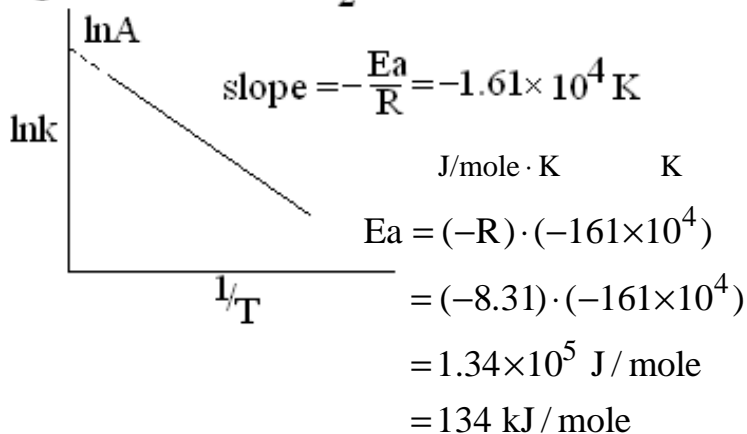 2
lnA
slope = -Ea/R = -1.61 × 10^4 K
lnk
J/mole · K K
Ea = (-R) · (-161×10^4)
1/T
= (-8.31) · (-161×10^4)
= 1.34×10^5 J / mole
= 134 kJ / mole